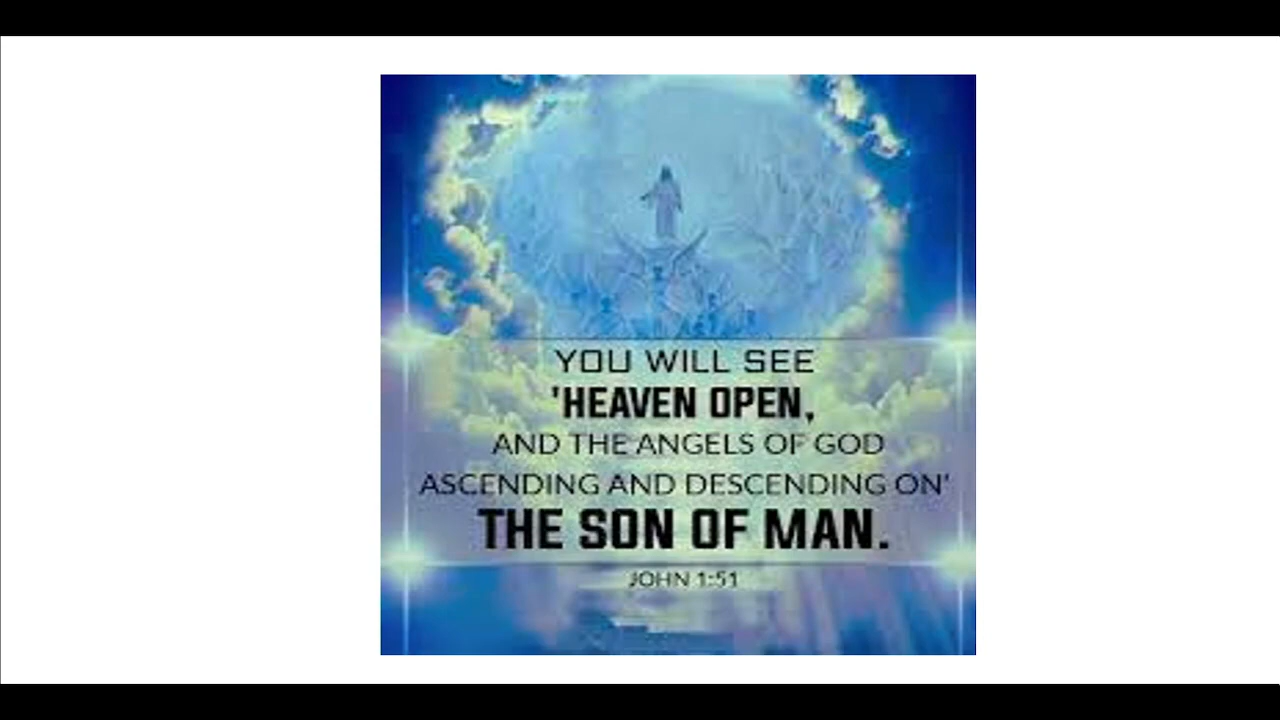 YOU WILL SEE
'HEAVEN OPEN,
AND THE ANGELS OF GOD
ASCENDING AND DESCENDING ON'
THE SON OF MAN.
JOHN 1:51